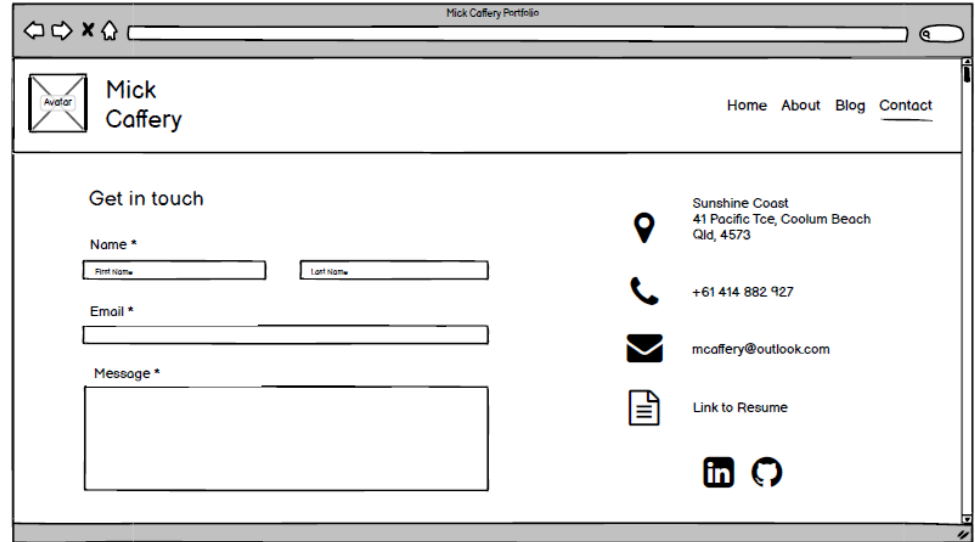 Mick Caffery Portfolio
Avatar
Mick
Caffery
Home About Blog Contact
Get in touch
Name *
First Name
Last Name
Email *
Message *
Sunshine Coast
41 Pacific Tce, Coolum Beach
Qld, 4573
+61 414 882 927
mcaffery@outlook.com
Link to Resume
in